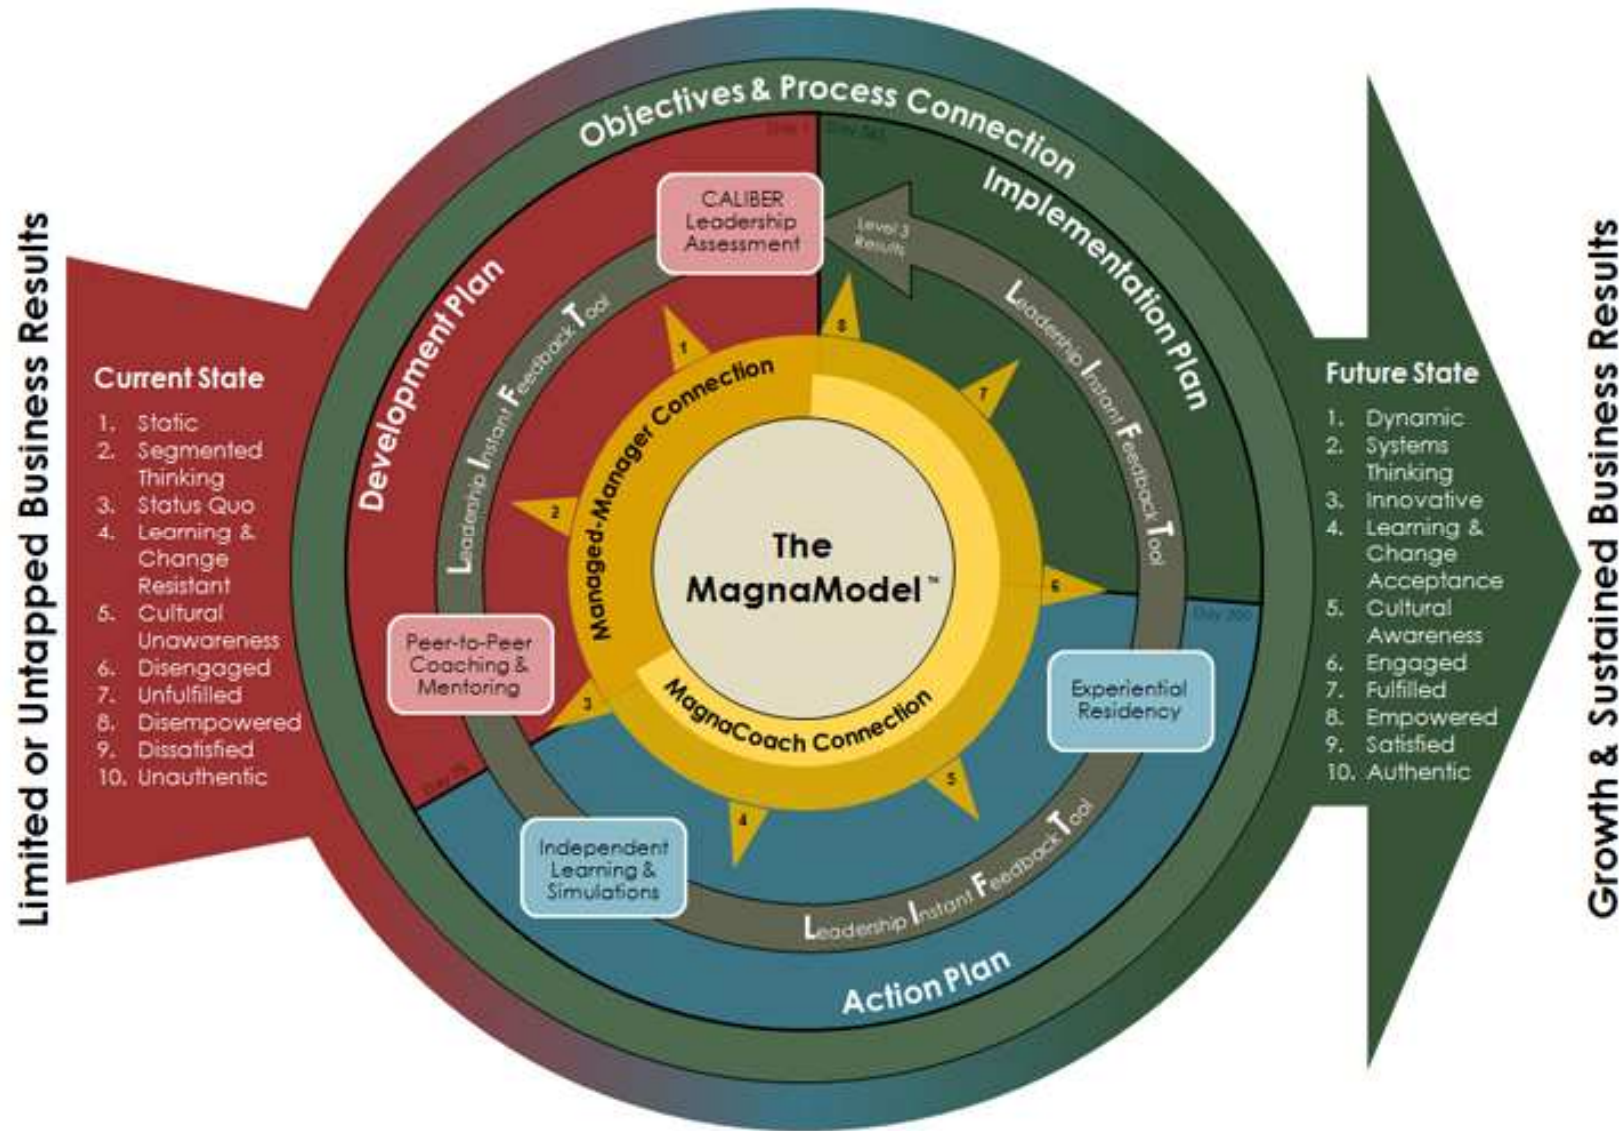 Limited or Untapped Business Results
Current State
1. Static
2. Segmented
Thinking
3. Status Quo
4. Learning &
Change
Resistant
5. Cultural
Unawareness
6. Disengaged
7. Unfulfilled
8. Disempowered
9. Dissatisfied
10. Unauthentic
Objectives & Process Connection
Development Plan
Day 1
CALIBER
Leadership
Assessment
Leadership Instant Feedback Tool
Peer-to-Peer
Coaching &
Mentoring
Independent
Learning &
Simulations
Action Plan
Leadership Instant Feedback Tool
Day 200
Experiential
Residency
Implementation Plan
Day 365
Leadership Instant Feedback Tool
Level 3
Results
Managed-Manager Connection
MagnaCoach Connection
1
2
3
4
5
6
7
8
The
MagnaModel™
Future State
1. Dynamic
2. Systems
Thinking
3. Innovative
4. Learning &
Change
Acceptance
5. Cultural
Awareness
6. Engaged
7. Fulfilled
8. Empowered
9. Satisfied
10. Authentic
Growth & Sustained Business Results